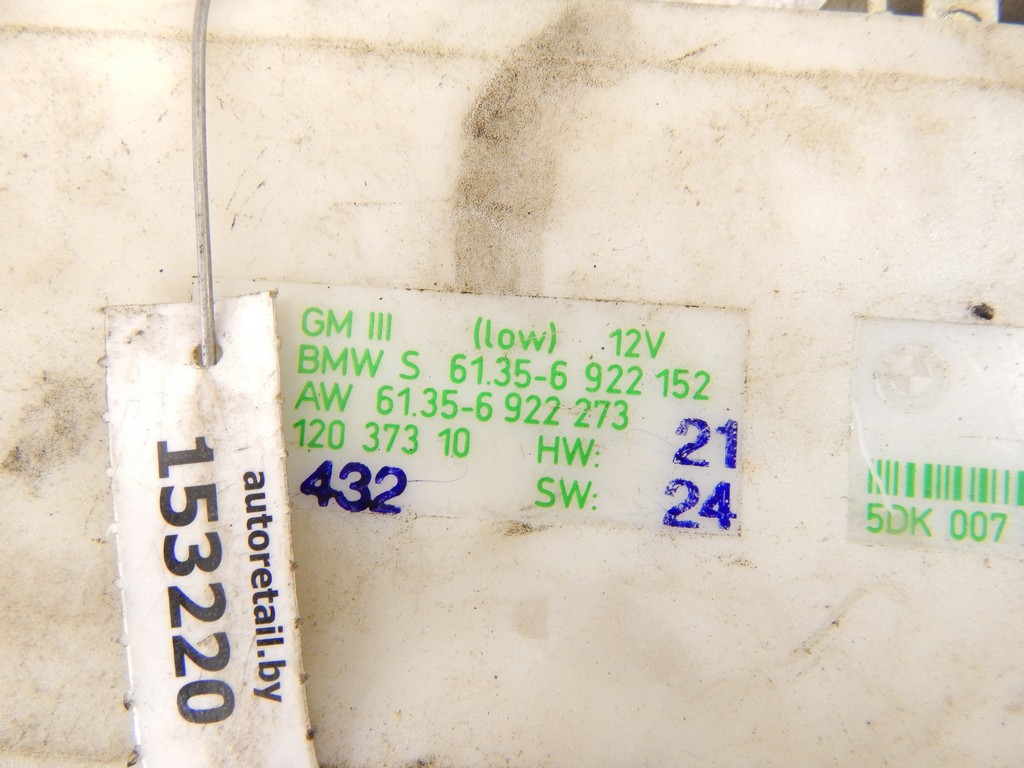 GM III (low) 12V
BMW S 61.35-6 922 152
AW 61.35-6 922 273
120 373 10 HW: 21
432 SW: 24
5DK 007
autoretail.by
153220